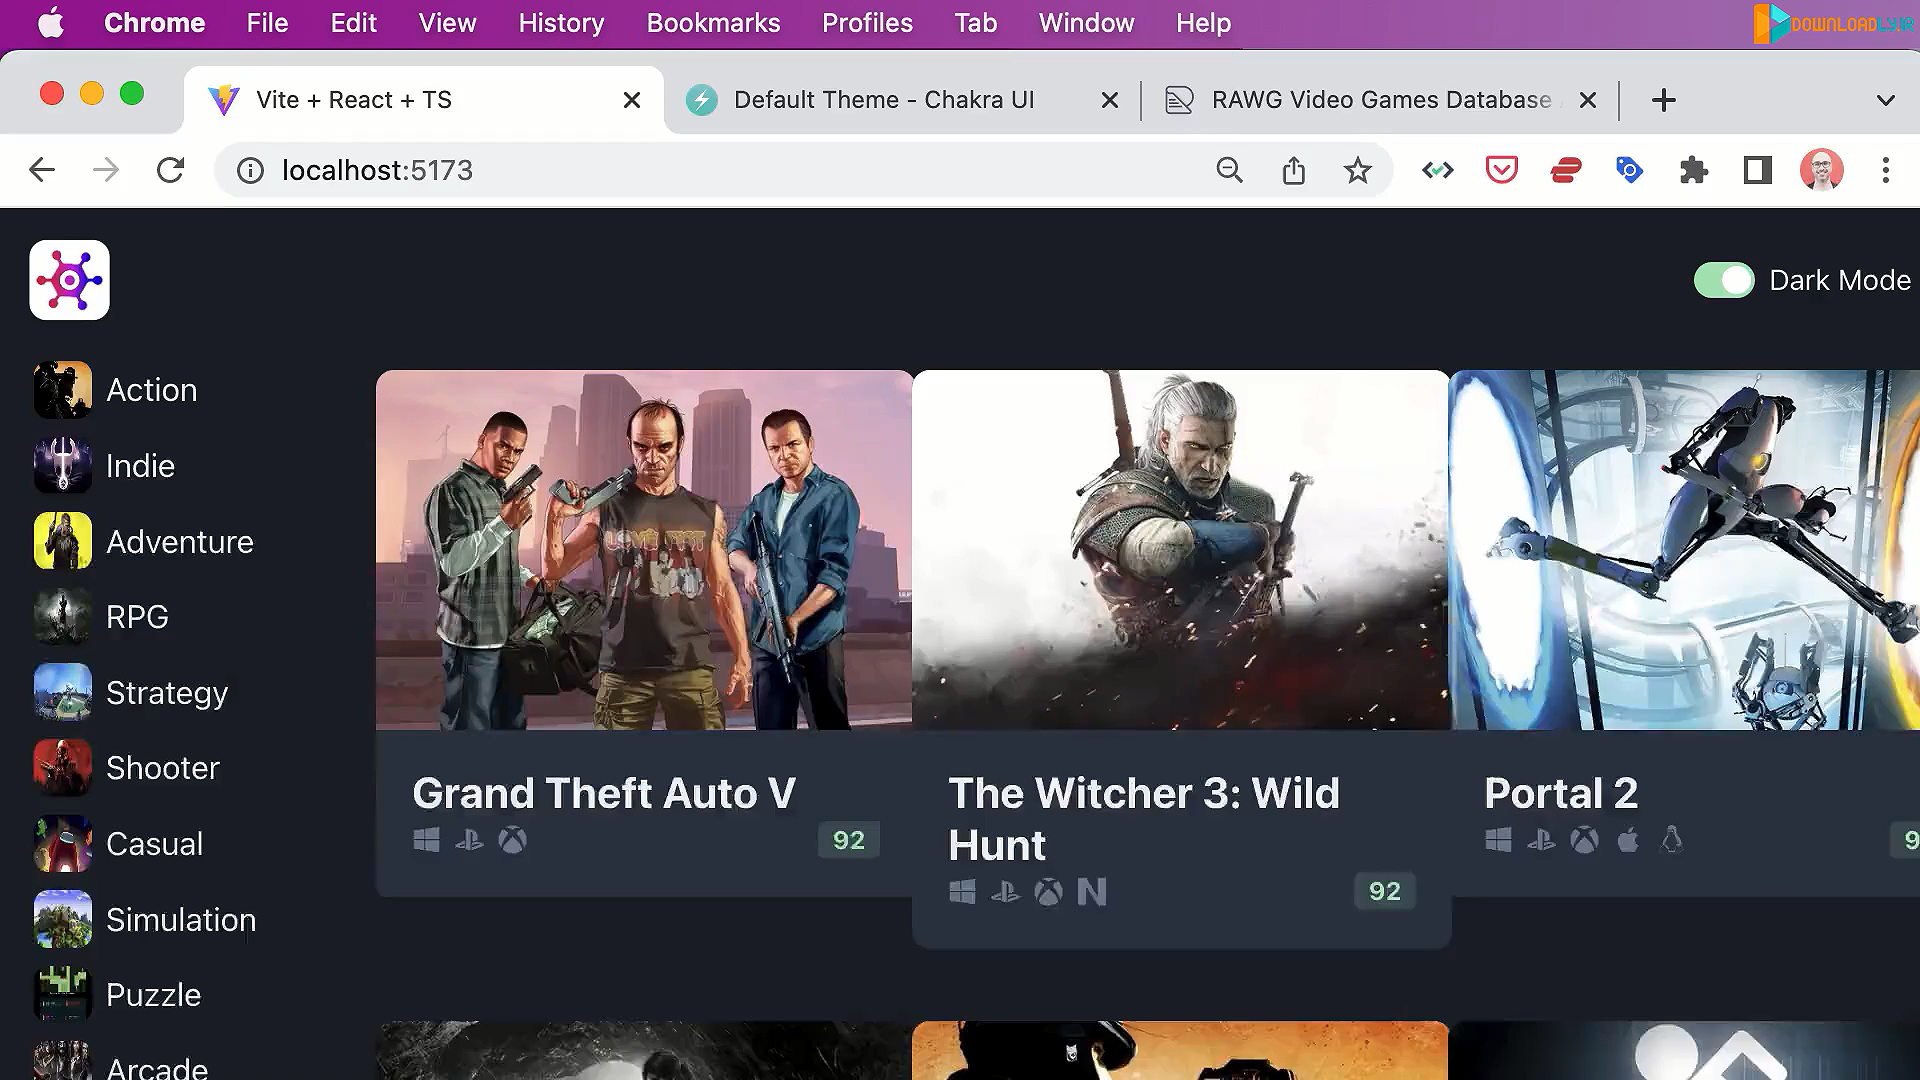 Chrome File Edit View History Bookmarks Profiles Tab Window Help
DOWNLOADLY.IR
Vite + React + TS
Default Theme - Chakra UI
RAWG Video Games Database
localhost:5173
Dark Mode
Action
Indie
Adventure
RPG
Strategy
Shooter
Casual
Simulation
Puzzle
Arcade
Grand Theft Auto V
92
The Witcher 3: Wild
Hunt
92
Portal 2